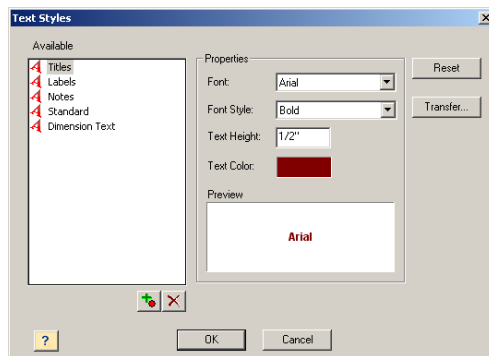 Text Styles
Available
Titles
Labels
Notes
Standard
Dimension Text
Properties
Font: Arial
Font Style: Bold
Text Height: 1/2"
Text Color:
Preview
Arial
Reset
Transfer...
?
OK
Cancel